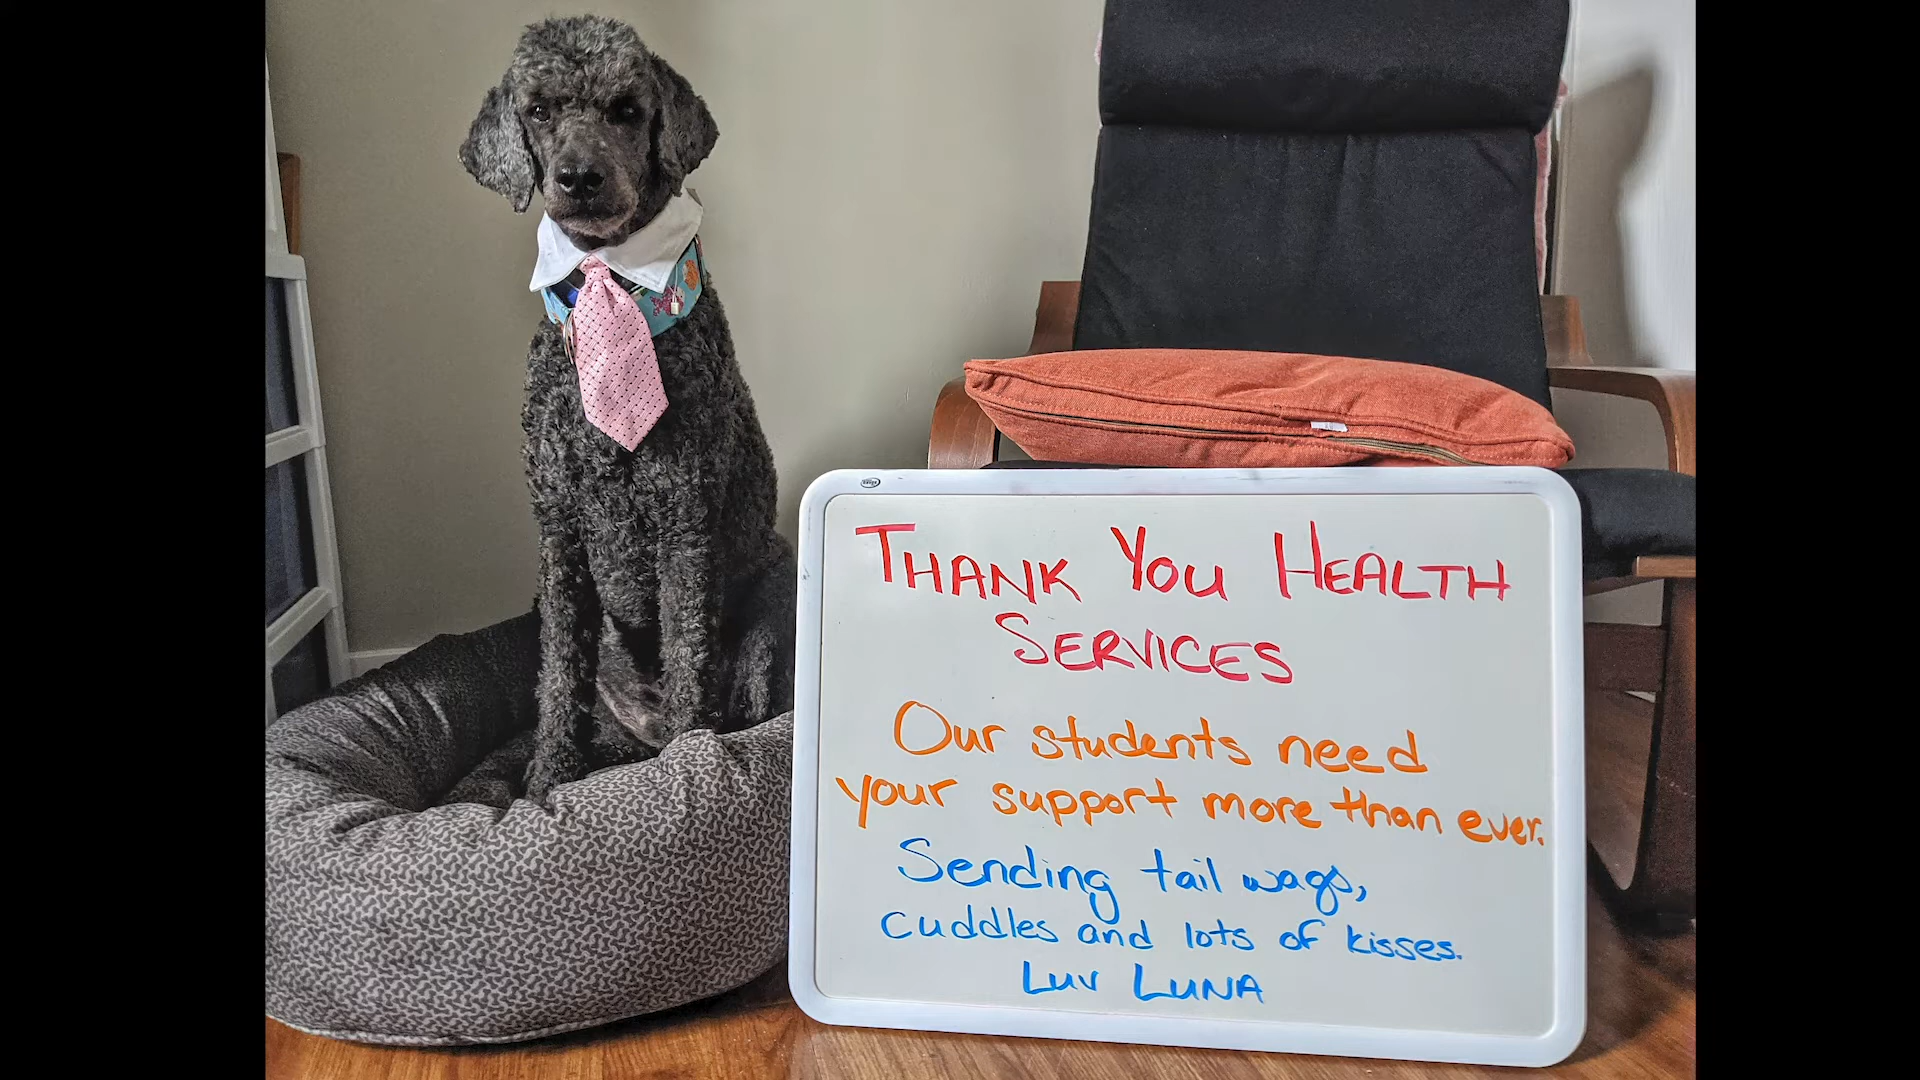 THANK YOU HEALTH
SERVICES
Our students need
your support more than ever.
Sending tail wags,
cuddles and lots of kisses.
Luv LUNA